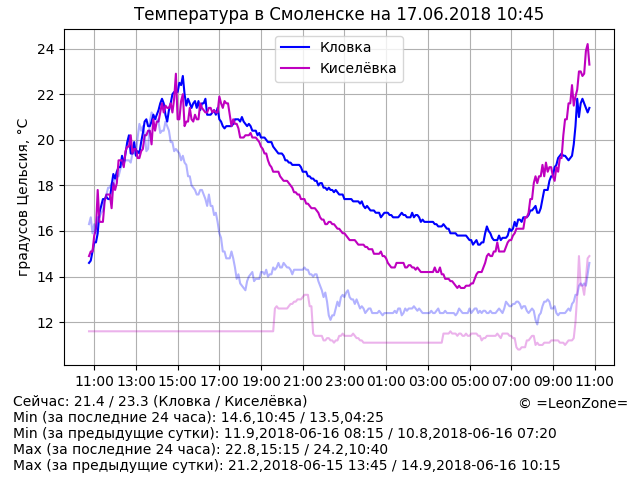 Температура в Смоленске на 17.06.2018 10:45
Кловка
Киселёвка
градусов Цельсия, °C
24
22
20
18
16
14
12
11:00 13:00 15:00 17:00 19:00 21:00 23:00 01:00 03:00 05:00 07:00 09:00 11:00
Сейчас: 21.4 / 23.3 (Кловка / Киселёвка)
© =LeonZone=
Min (за последние 24 часа): 14.6,10:45 / 13.5,04:25
Min (за предыдущие сутки): 11.9,2018-06-16 08:15 / 10.8,2018-06-16 07:20
Max (за последние 24 часа): 22.8,15:15 / 24.2,10:40
Max (за предыдущие сутки): 21.2,2018-06-15 13:45 / 14.9,2018-06-16 10:15